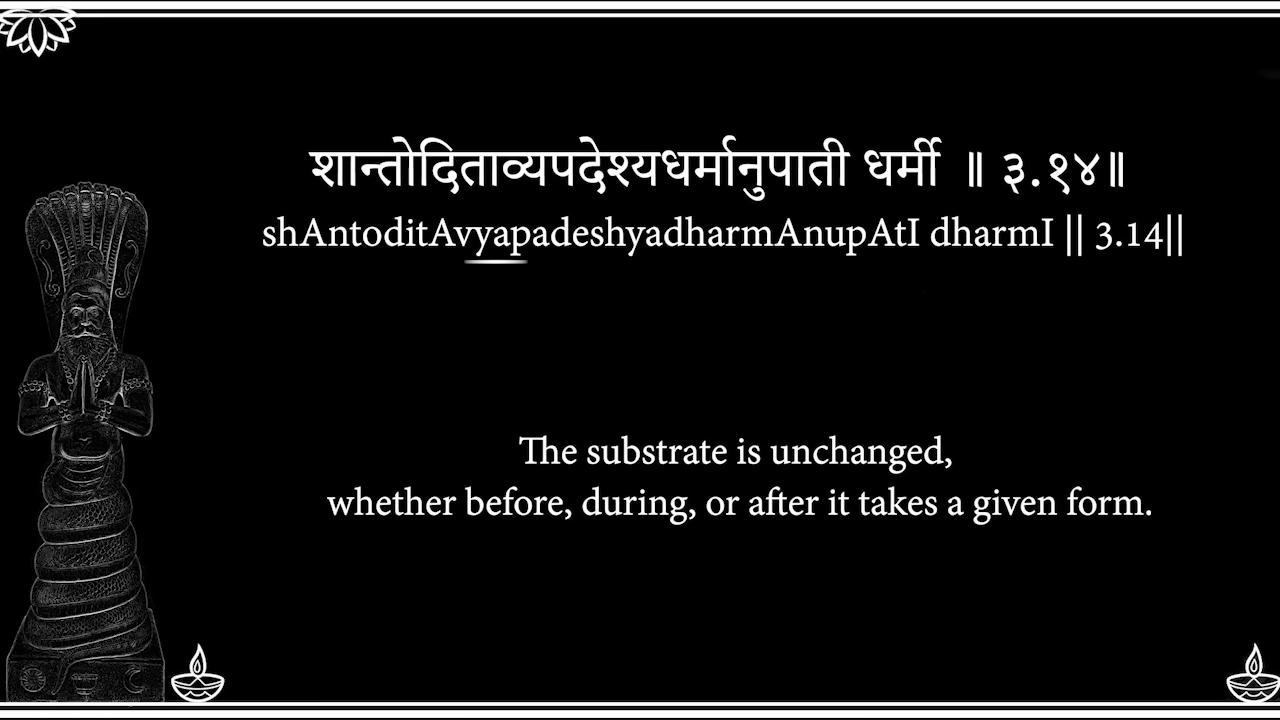 शान्तोदिताव्यपदेश्यधर्मानुपाती धर्मी ॥ ३.१४॥
shAntoditAvyapadeshyadharmAnupAtI dharmI || 3.14||
The substrate is unchanged,
whether before, during, or after it takes a given form.